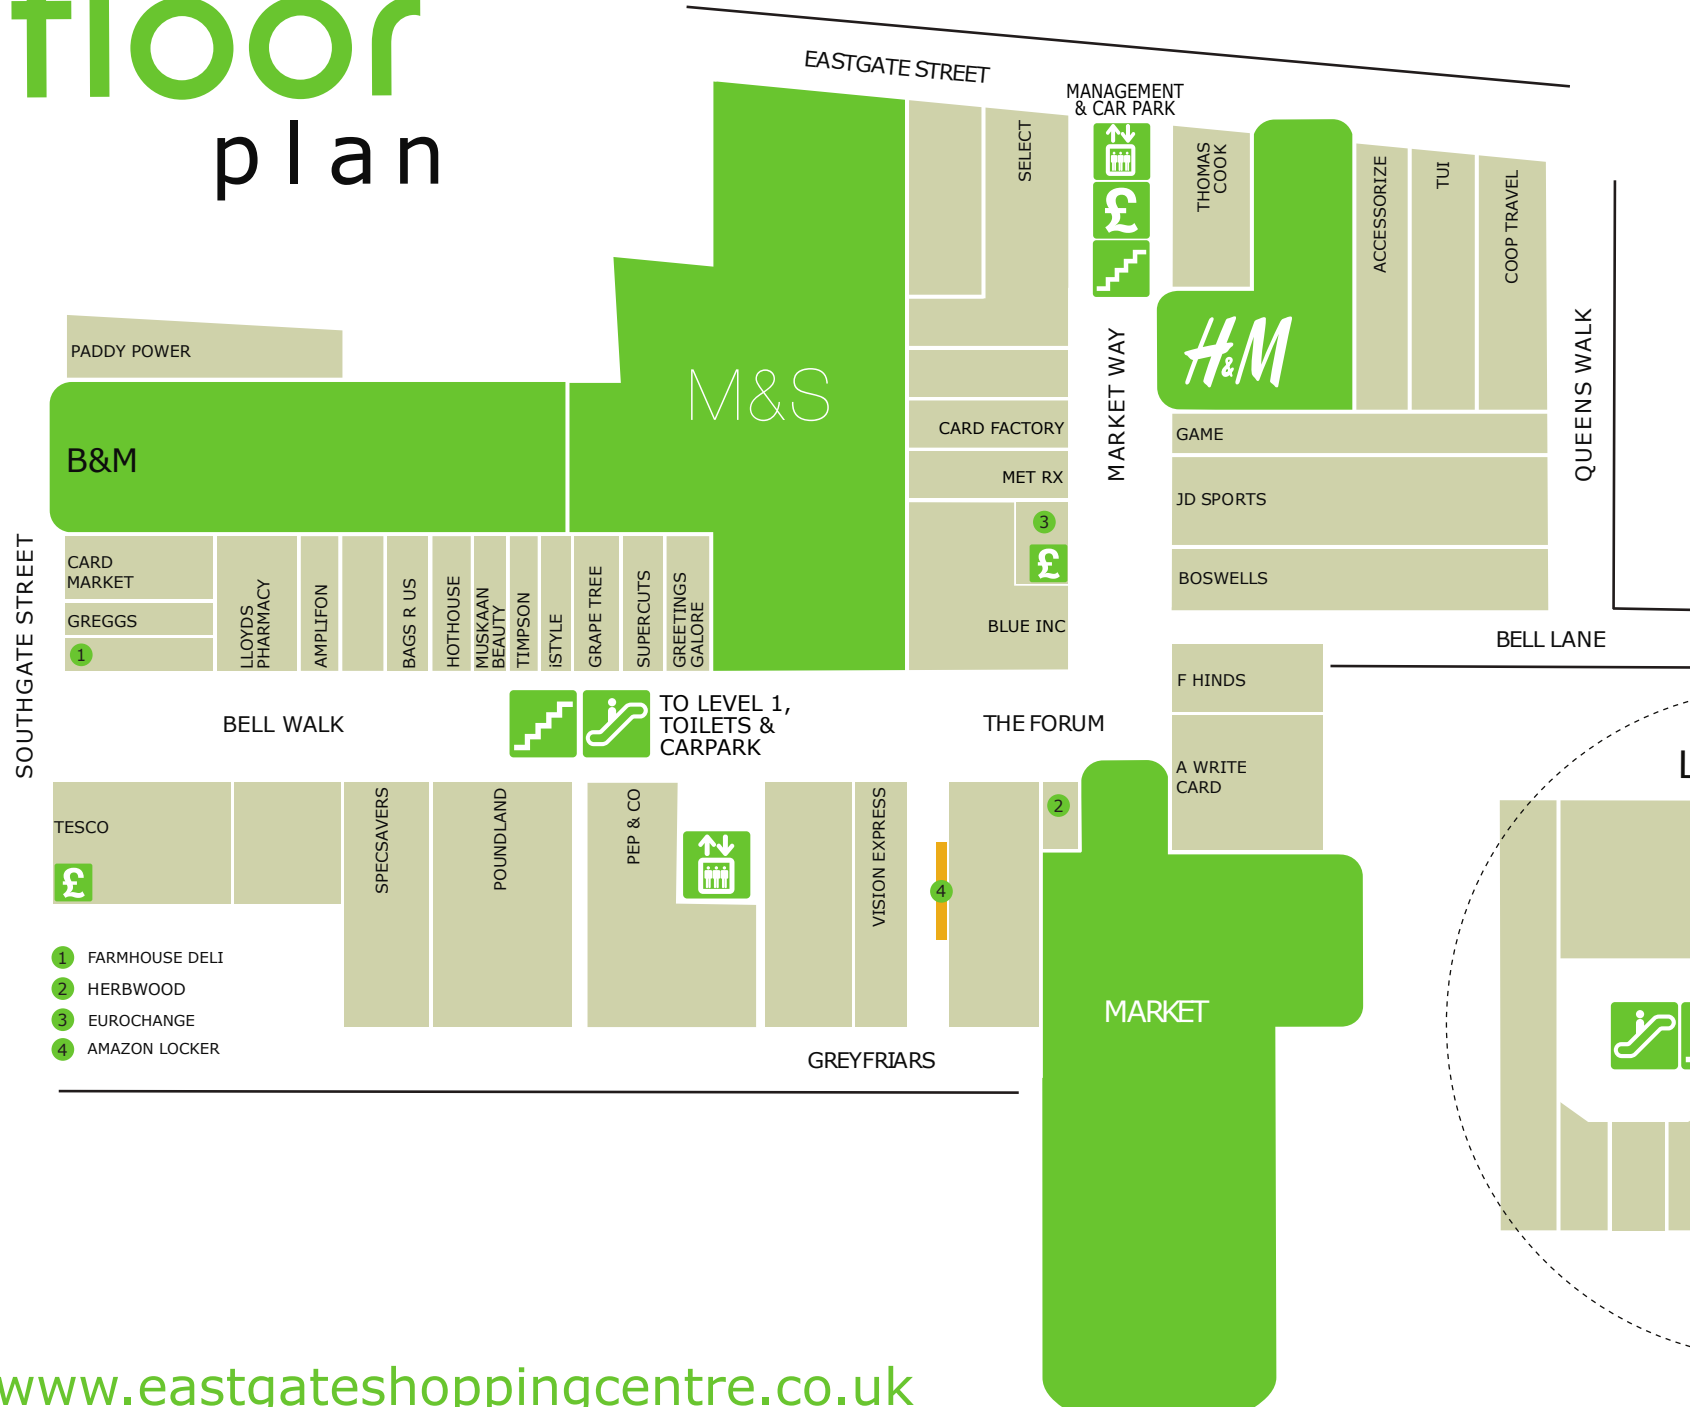 floor
plan
EASTGATE STREET
MANAGEMENT
& CAR PARK
SELECT
THOMAS
COOK
ACCESSORIZE
TUI
COOP TRAVEL
QUEENS WALK
MARKET WAY
H&M
PADDY POWER
M&S
B&M
CARD FACTORY
MET RX
3
£
BLUE INC
GAME
JD SPORTS
BOSWELLS
BELL LANE
SOUTHGATE STREET
CARD
MARKET
GREGGS
1
LLOYDS
PHARMACY
AMPLIFON
BAGS R US
HOTHOUSE
MUSKAAN
BEAUTY
TIMPSON
iSTYLE
GRAPE TREE
SUPERCUTS
GREETINGS
GALORE
F HINDS
A WRITE
CARD
BELL WALK
TO LEVEL 1,
TOILETS &
CARPARK
THE FORUM
L
TESCO
£
SPECSAVERS
POUNDLAND
PEP & CO
VISION EXPRESS
4
2
MARKET
£
1 FARMHOUSE DELI
2 HERBWOOD
3 EUROCHANGE
4 AMAZON LOCKER
GREYFRIARS
www.eastgateshoppingcentre.co.uk